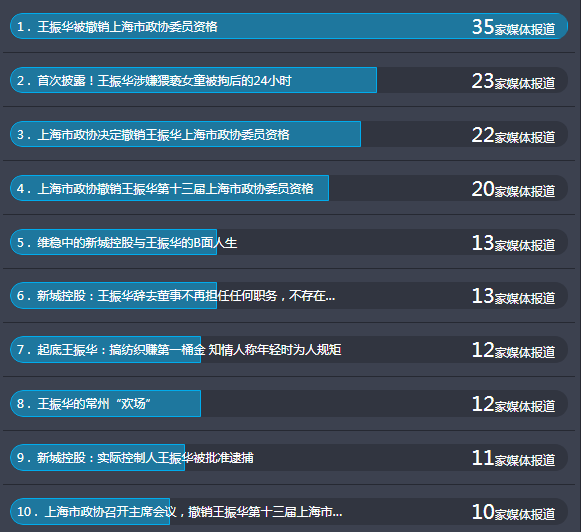 1． 王振华被撤销上海市政协委员资格 35家媒体报道
2． 首次披露！王振华涉嫌猥亵女童被拘后的24小时 23家媒体报道
3． 上海市政协决定撤销王振华上海市政协委员资格 22家媒体报道
4． 上海市政协撤销王振华第十三届上海市政协委员资格 20家媒体报道
5． 维稳中的新城控股与王振华的B面人生 13家媒体报道
6． 新城控股：王振华辞去董事不再担任任何职务，不存在... 13家媒体报道
7． 起底王振华：搞纺织赚第一桶金 知情人称年轻时为人规矩 12家媒体报道
8． 王振华的常州“欢场” 12家媒体报道
9． 新城控股：实际控制人王振华被批准逮捕 11家媒体报道
10． 上海市政协召开主席会议，撤销王振华第十三届上海市... 10家媒体报道